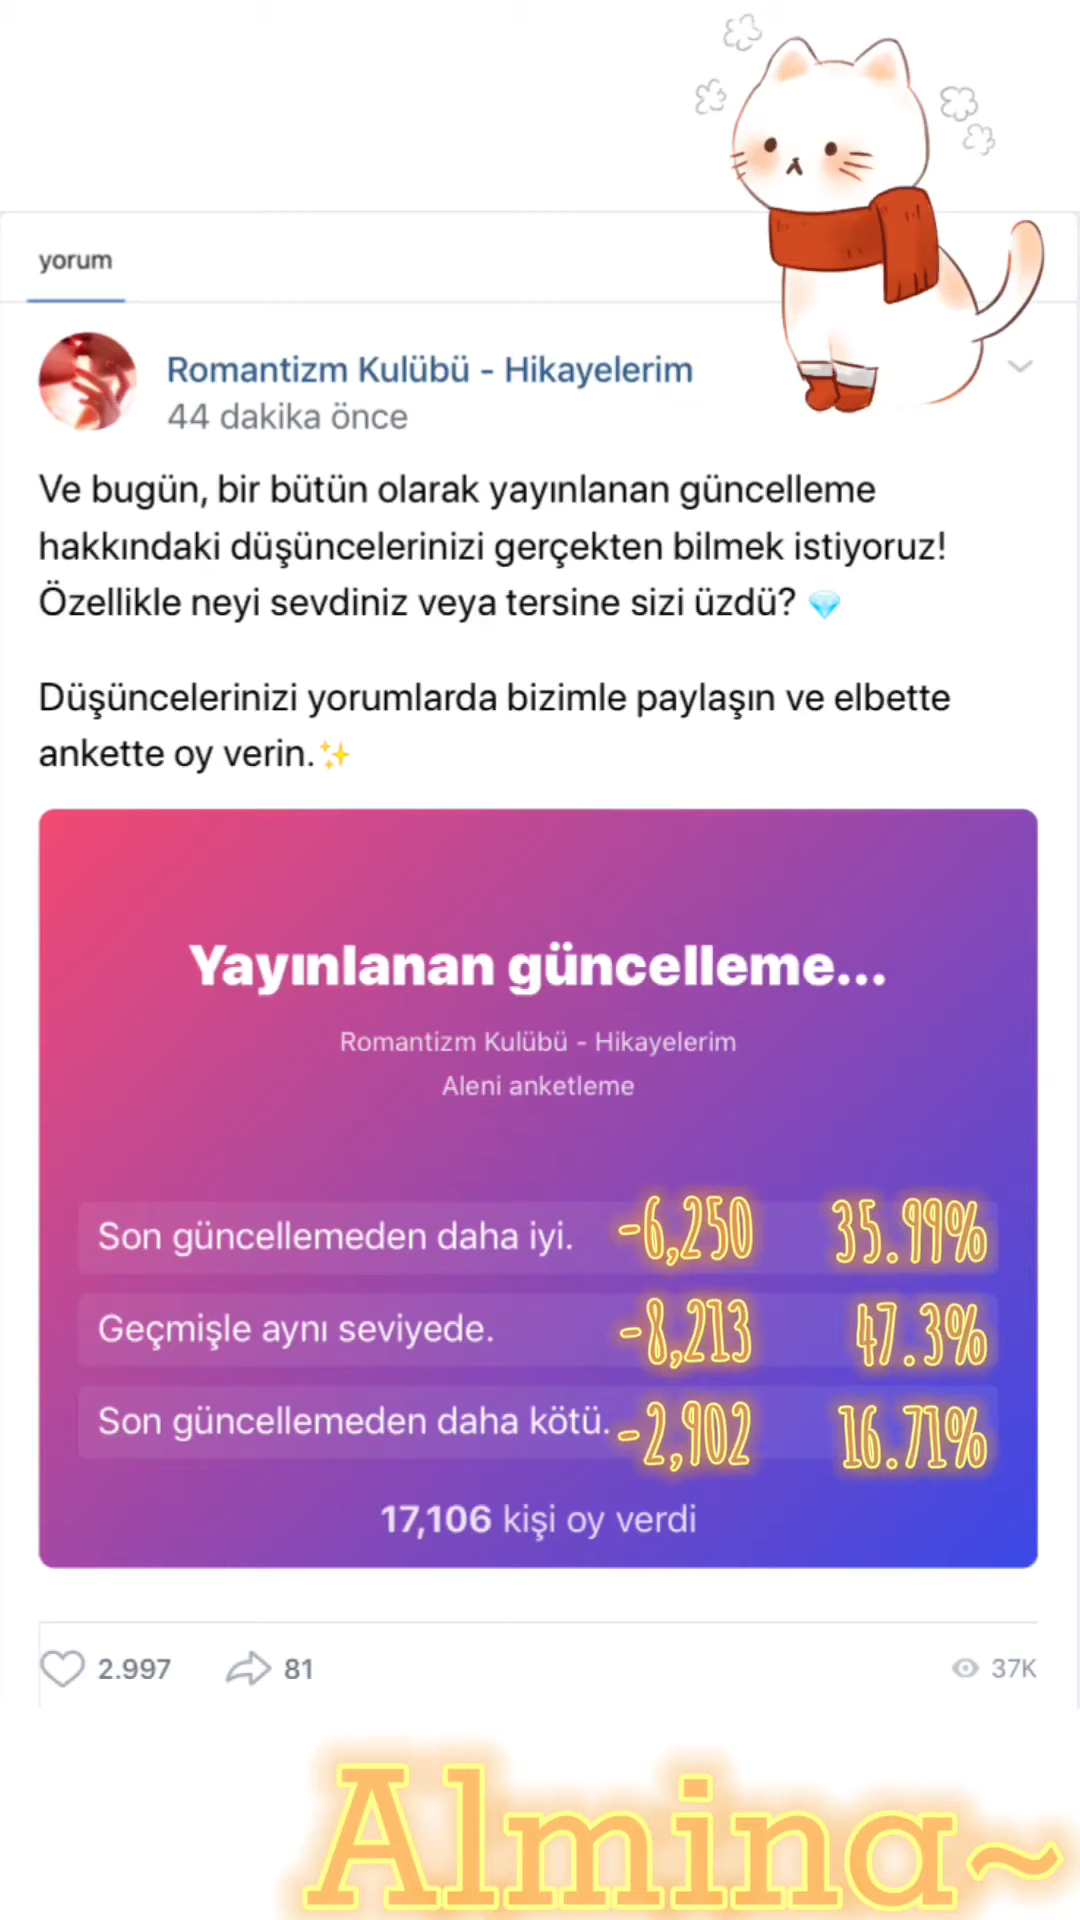 yorum
Romantizm Kulübü - Hikayelerim
44 dakika önce
Ve bugün, bir bütün olarak yayınlanan güncelleme
hakkındaki düşüncelerinizi gerçekten bilmek istiyoruz!
Özellikle neyi sevdiniz veya tersine sizi üzdü? 💎
Düşüncelerinizi yorumlarda bizimle paylaşın ve elbette
ankette oy verin.✨
Yayınlanan güncelleme...
Romantizm Kulübü - Hikayelerim
Aleni anketleme
Son güncellemeden daha iyi. -6,250 35.99%
Geçmişle aynı seviyede. -8,213 47.3%
Son güncellemeden daha kötü. -2,902 16.71%
17,106 kişi oy verdi
2.997 81 37K
Almina~